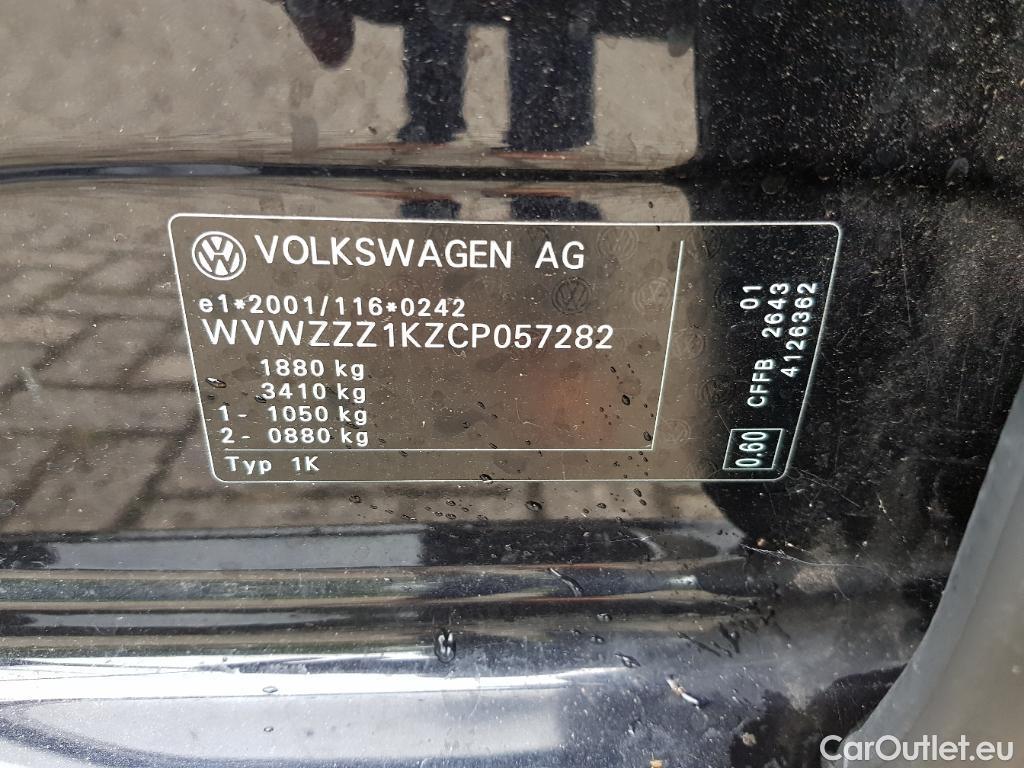 VOLKSWAGEN AG
e1*2001/116*0242
WVWZZZ1KZCP057282
1880 kg
3410 kg
1- 1050 kg
2- 0880 kg
Typ 1K
01
CFFB 2643
4126362
0.60
CarOutlet.eu